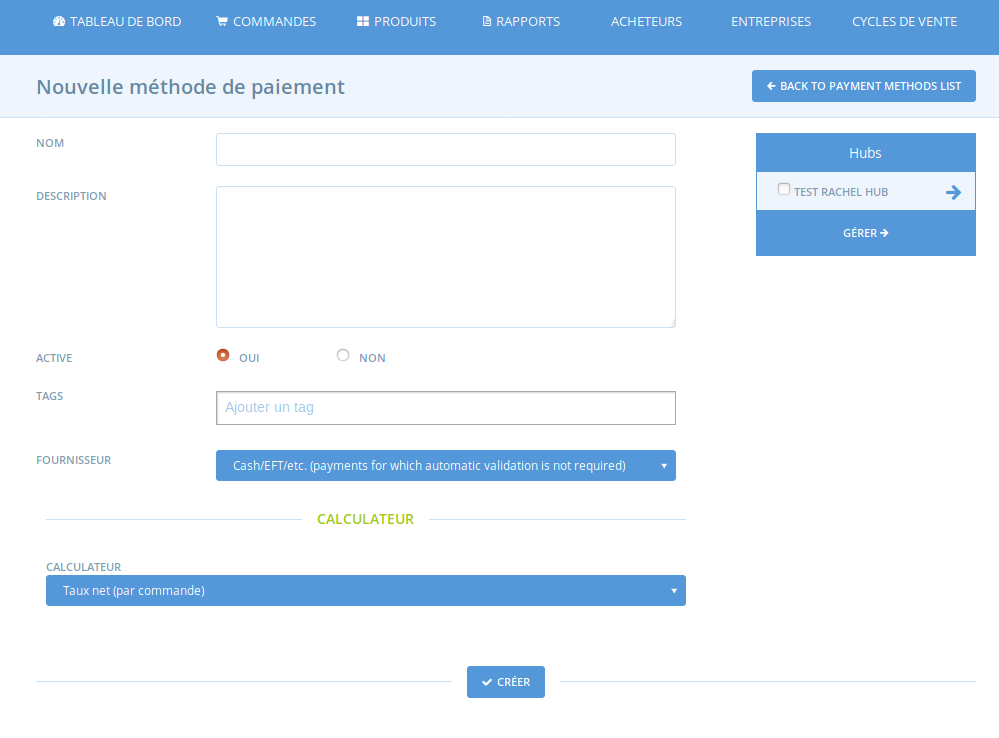 TABLEAU DE BORD COMMANDES PRODUITS RAPPORTS ACHETEURS ENTREPRISES CYCLES DE VENTE
Nouvelle méthode de paiement
BACK TO PAYMENT METHODS LIST
NOM
Hubs
TEST RACHEL HUB
GÉRER
DESCRIPTION
ACTIVE
OUI NON
TAGS
Ajouter un tag
FOURNISSEUR
Cash/EFT/etc. (payments for which automatic validation is not required)
CALCULATEUR
CALCULATEUR
Taux net (par commande)
CRÉER